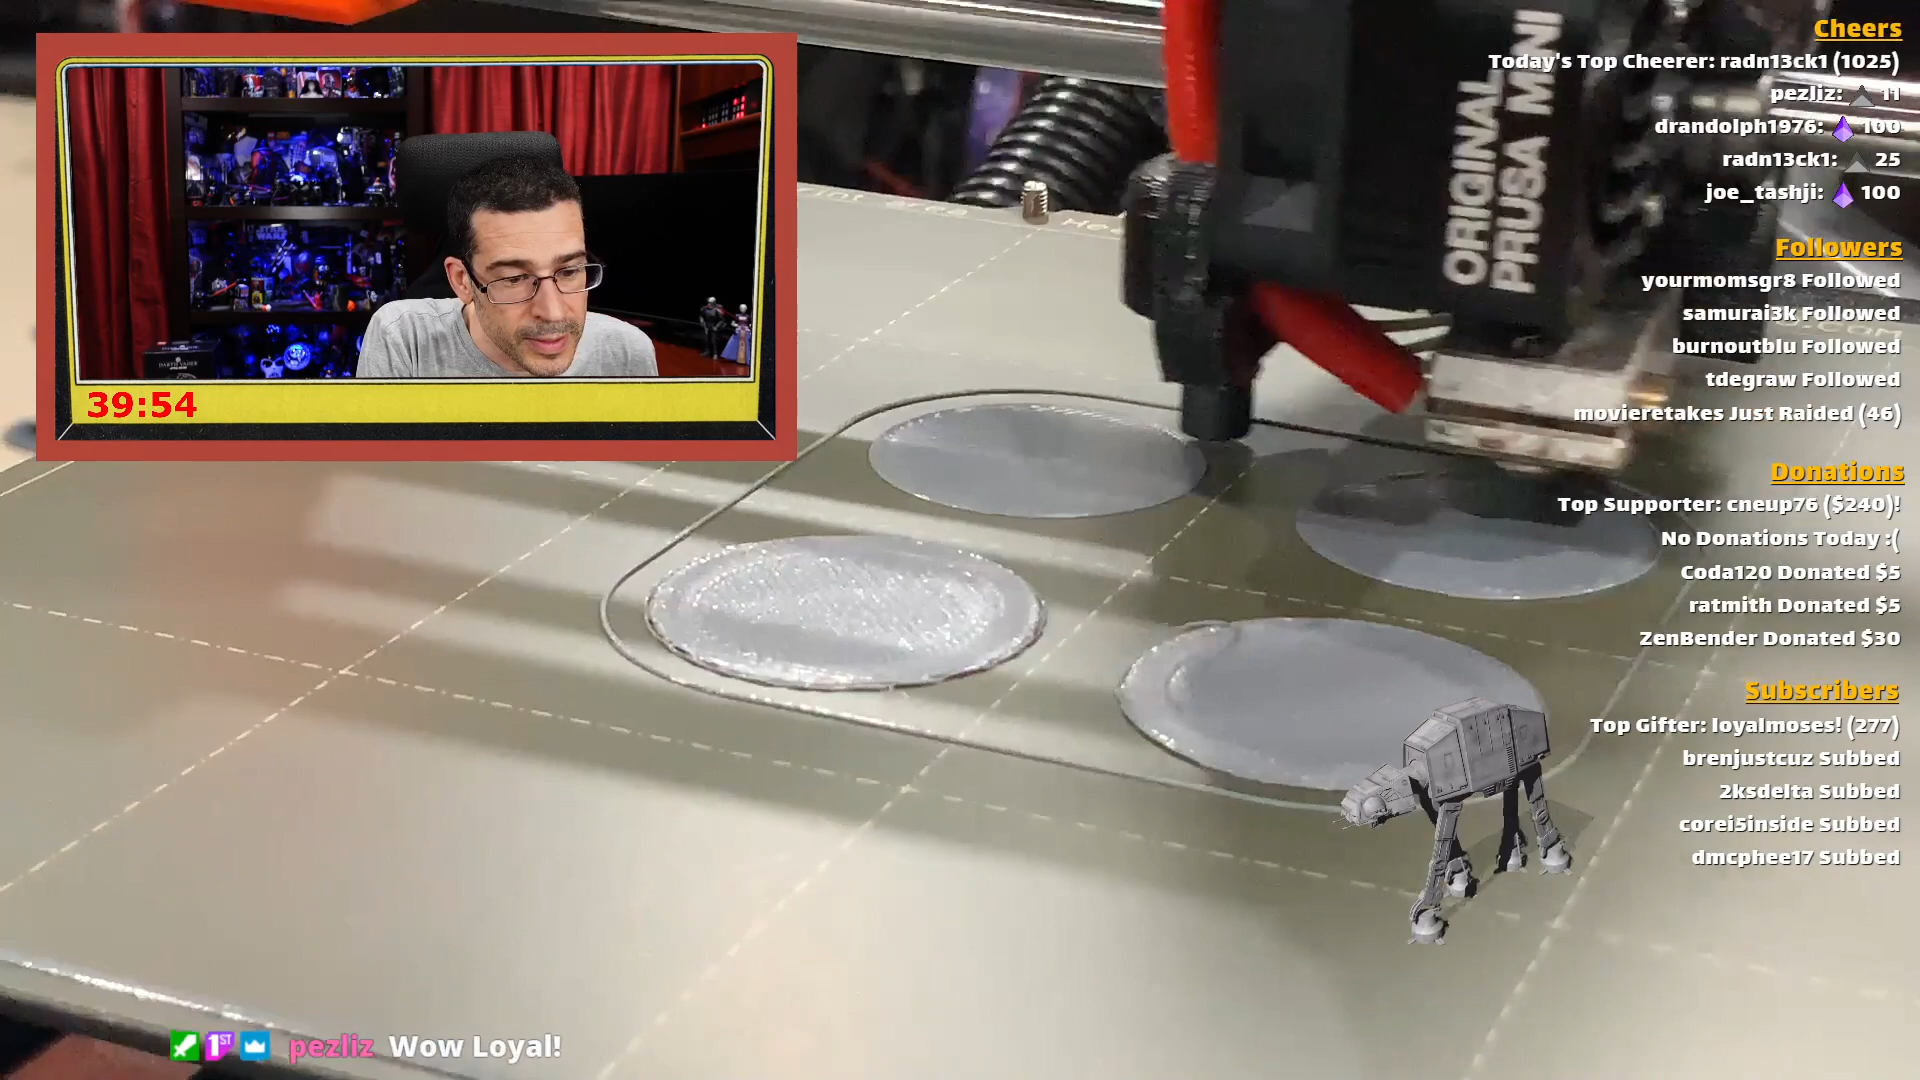 39:54
ORIGINAL
PRUSA MINI
Cheers
Today's Top Cheerer: radn13ck1 (1025)
pezliz: 11
drandolph1976: 100
radn13ck1: 25
joe_tashji: 100
Followers
yourmomsgr8 Followed
samurai3k Followed
burnoutblu Followed
tdegraw Followed
movieretakes Just Raided (46)
Donations
Top Supporter: cneup76 ($240)!
No Donations Today :(
Coda120 Donated $5
ratmith Donated $5
ZenBender Donated $30
Subscribers
Top Gifter: loyalmoses! (277)
brenjustcuz Subbed
2ksdelta Subbed
corei5inside Subbed
dmcphee17 Subbed
1ST pezliz Wow Loyal!